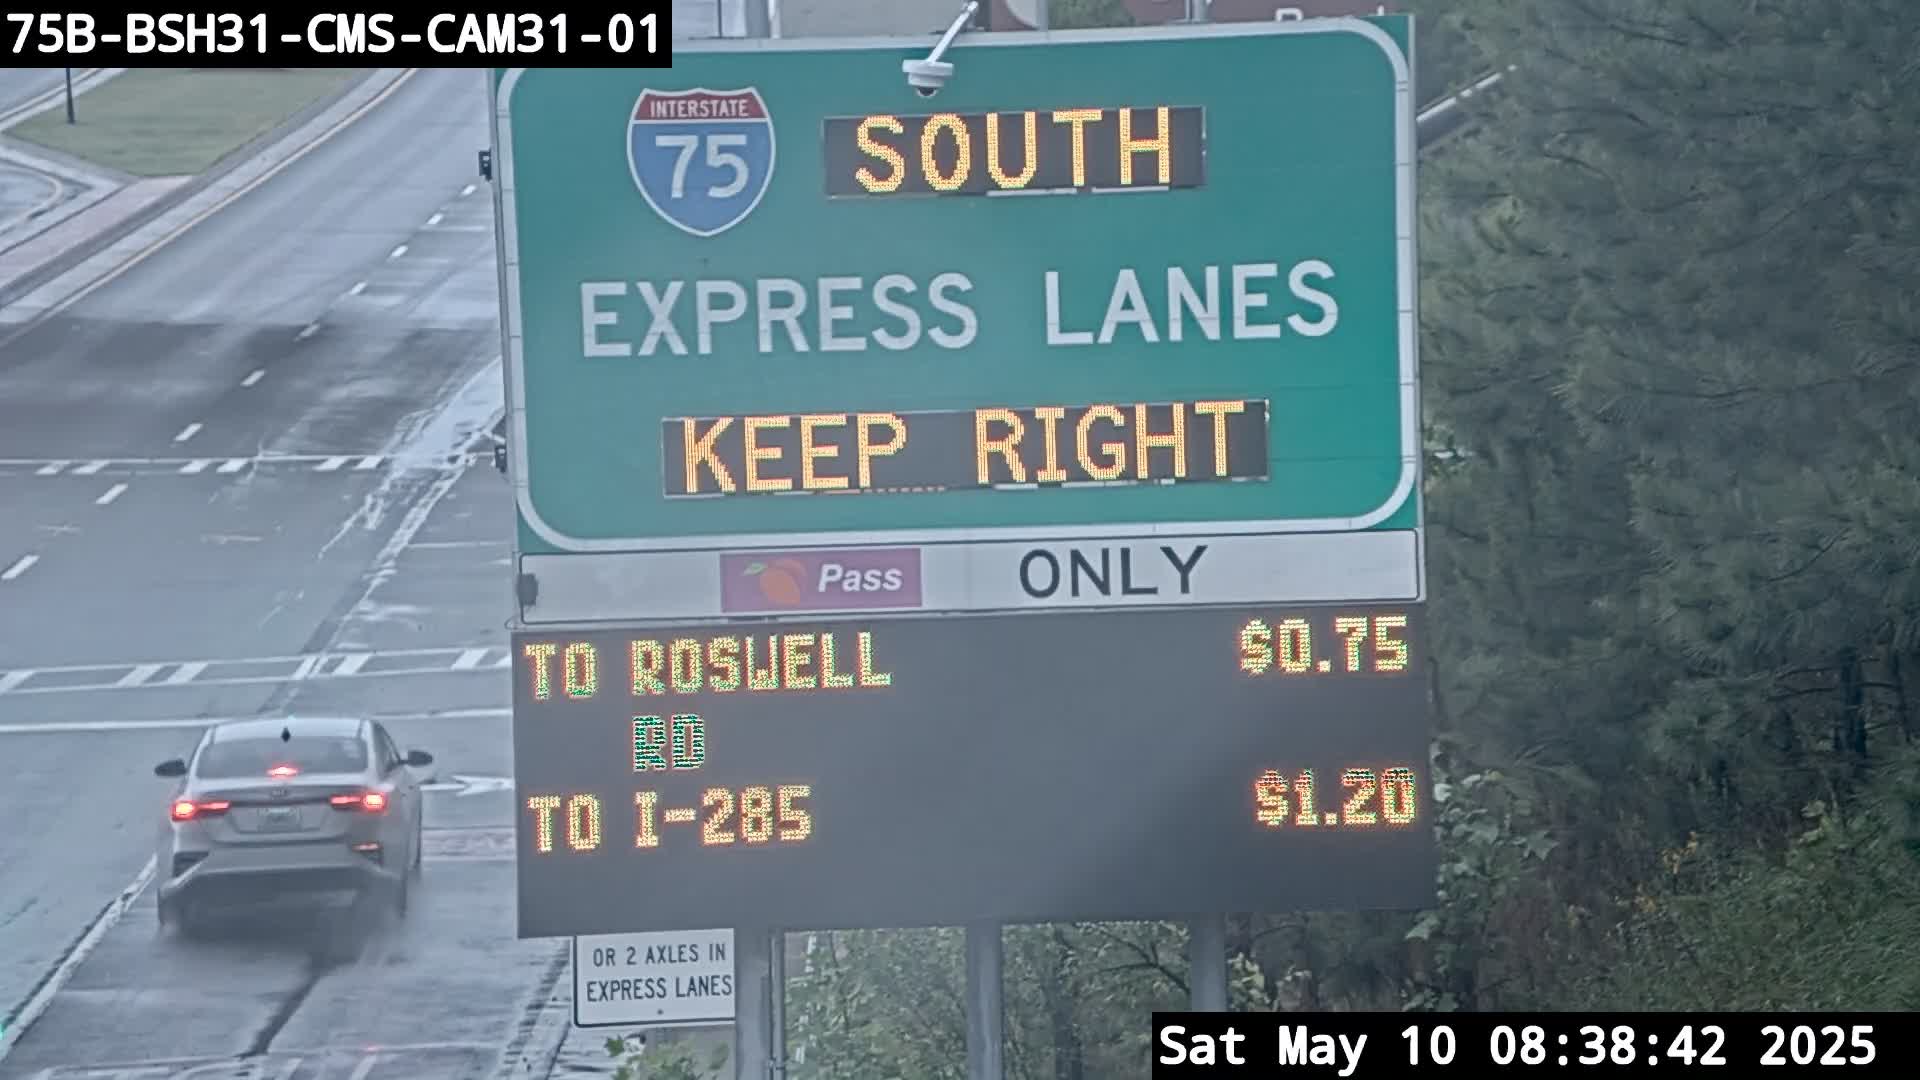 75B-BSH31-CMS-CAM31-01
INTERSTATE
75
SOUTH
EXPRESS LANES
KEEP RIGHT
Pass ONLY
TO ROSWELL $0.75
RD
TO I-285 $1.20
OR 2 AXLES IN
EXPRESS LANES
Sat May 10 08:38:42 2025